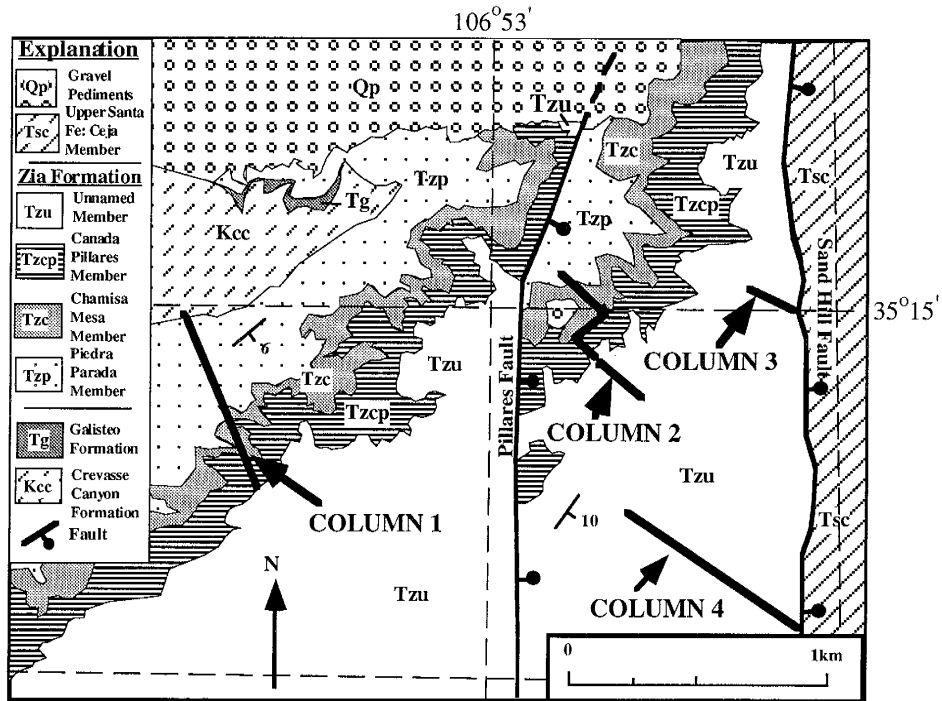 106°53'
Explanation
Qp
Gravel
Pediments
Tsc
Upper Santa
Fe: Ceja
Member
Zia Formation
Tzu
Unnamed
Member
Tzcp
Canada
Pillares
Member
Tzc
Chamisa
Mesa
Member
Tzp
Piedra
Parada
Member
Tg
Galisteo
Formation
Kcc
Crevasse
Canyon
Formation
Fault
Qp
Tzu
Tzp
Tg
Kcc
Tzc
Tzu
Tsc
Tzcp
Tzp
Sand Hill Fault
35°15'
6
COLUMN 3
Tzu
Tzc
Tzcp
Pillares Fault
COLUMN 2
Tzu
COLUMN 1
10
Tsc
N
Tzu
COLUMN 4
0
1km